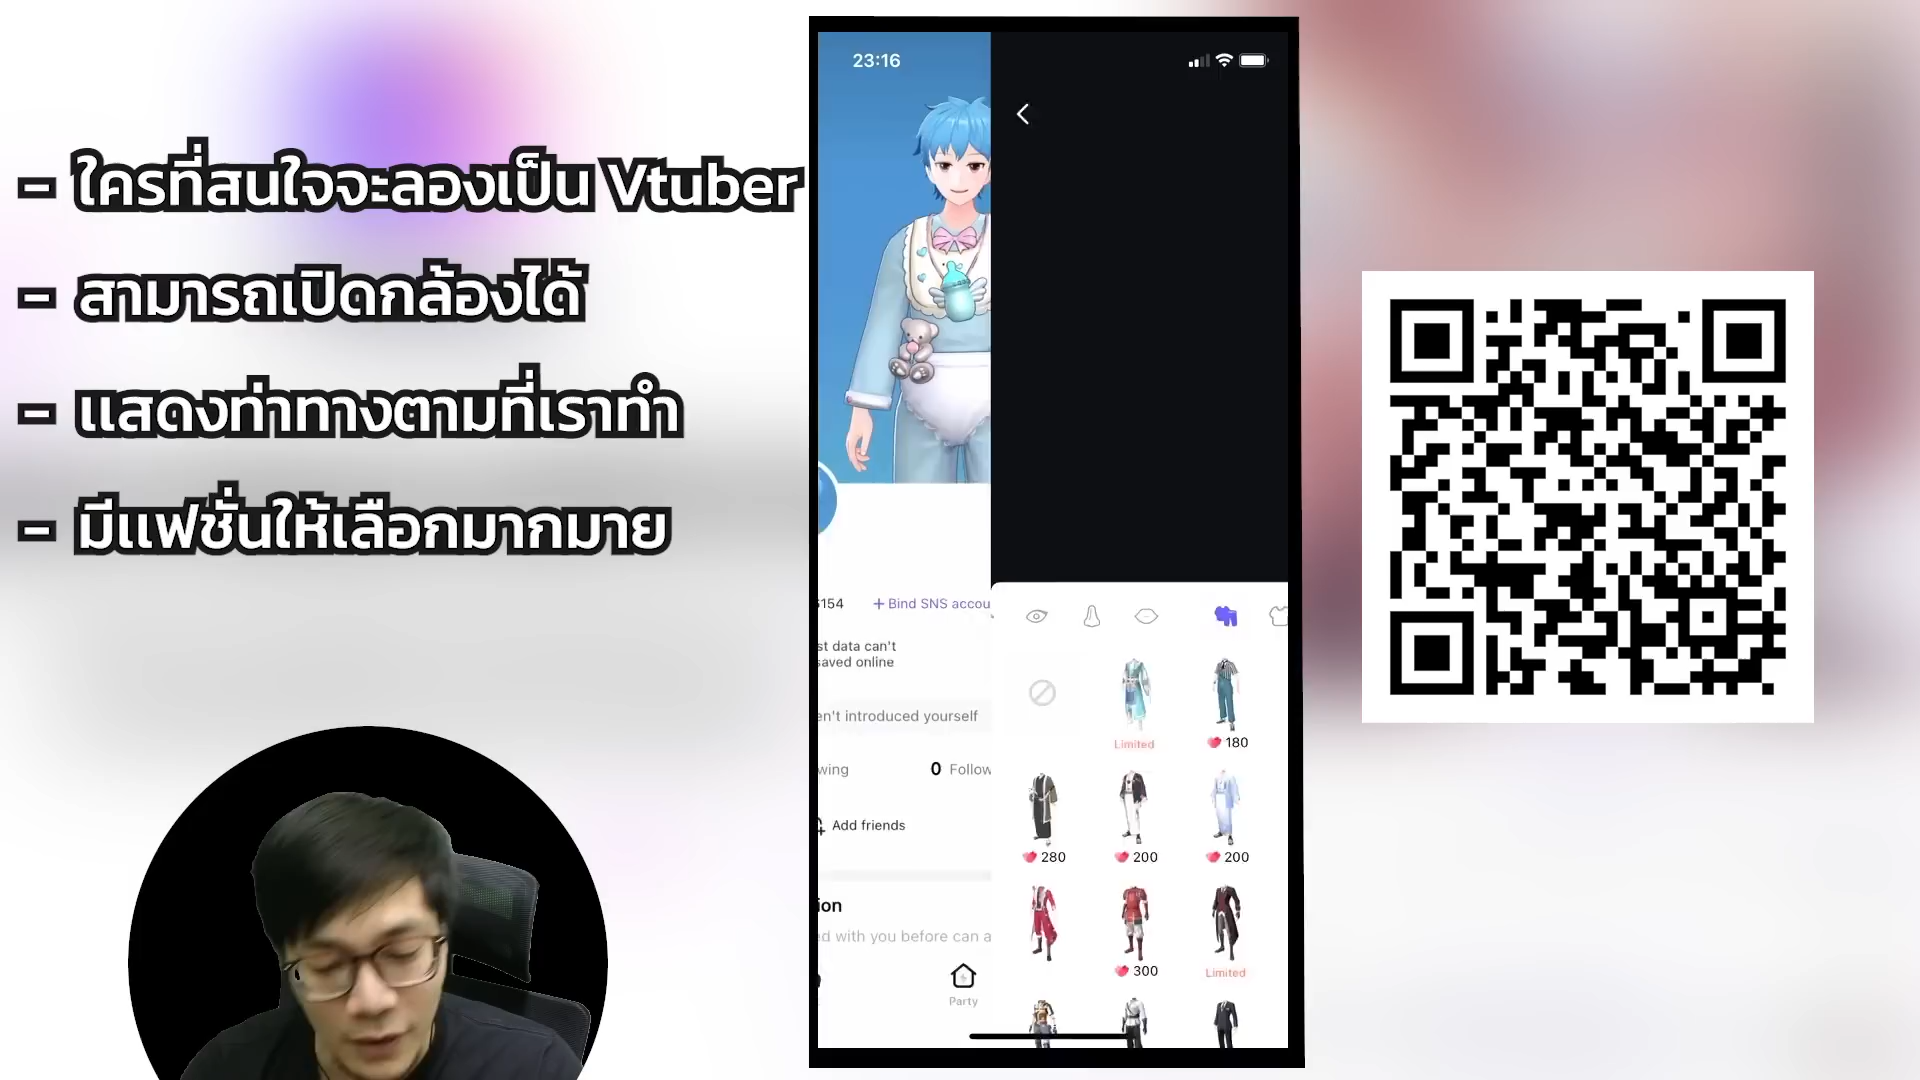 - ใครที่สนใจจะลองเป็น Vtuber
- สามารถเปิดกล้องได้
- แสดงท่าทางตามที่เราทำ
- มีแฟชั่นให้เลือกมากมาย
23:16
154 + Bind SNS accou
st data can't
saved online
en't introduced yourself
wing 0 Follow
Add friends
ion
d with you before can a
Party
Limited
180
280
200
200
300
Limited